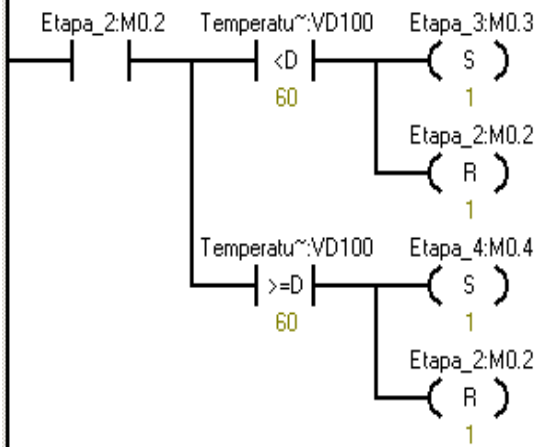 Etapa_2:M0.2 Temperatu~:VD100 Etapa_3:M0.3
<D S
60 1
Etapa_2:M0.2
R
1
Temperatu~:VD100 Etapa_4:M0.4
>=D S
60 1
Etapa_2:M0.2
R
1